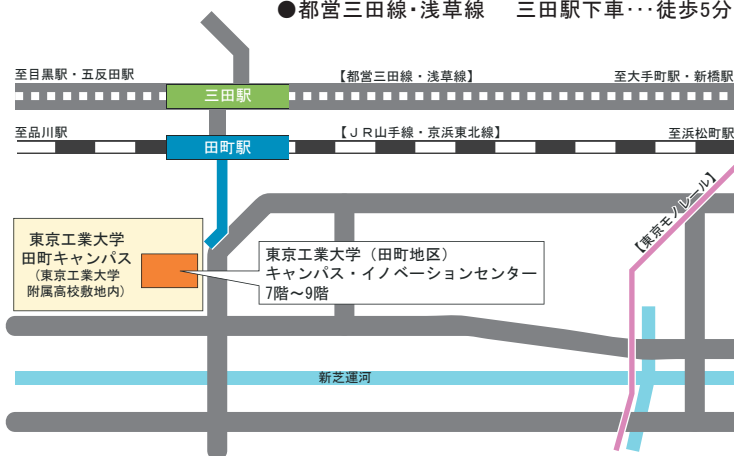 ●都営三田線・浅草線　三田駅下車･･･徒歩5分
至目黒駅・五反田駅
【都営三田線・浅草線】
至大手町駅・新橋駅
三田駅
至品川駅
【ＪＲ山手線・京浜東北線】
至浜松町駅
田町駅
【東京モノレール】
東京工業大学
田町キャンパス
（東京工業大学
附属高校敷地内）
東京工業大学（田町地区）
キャンパス・イノベーションセンター
7階〜9階
新芝運河